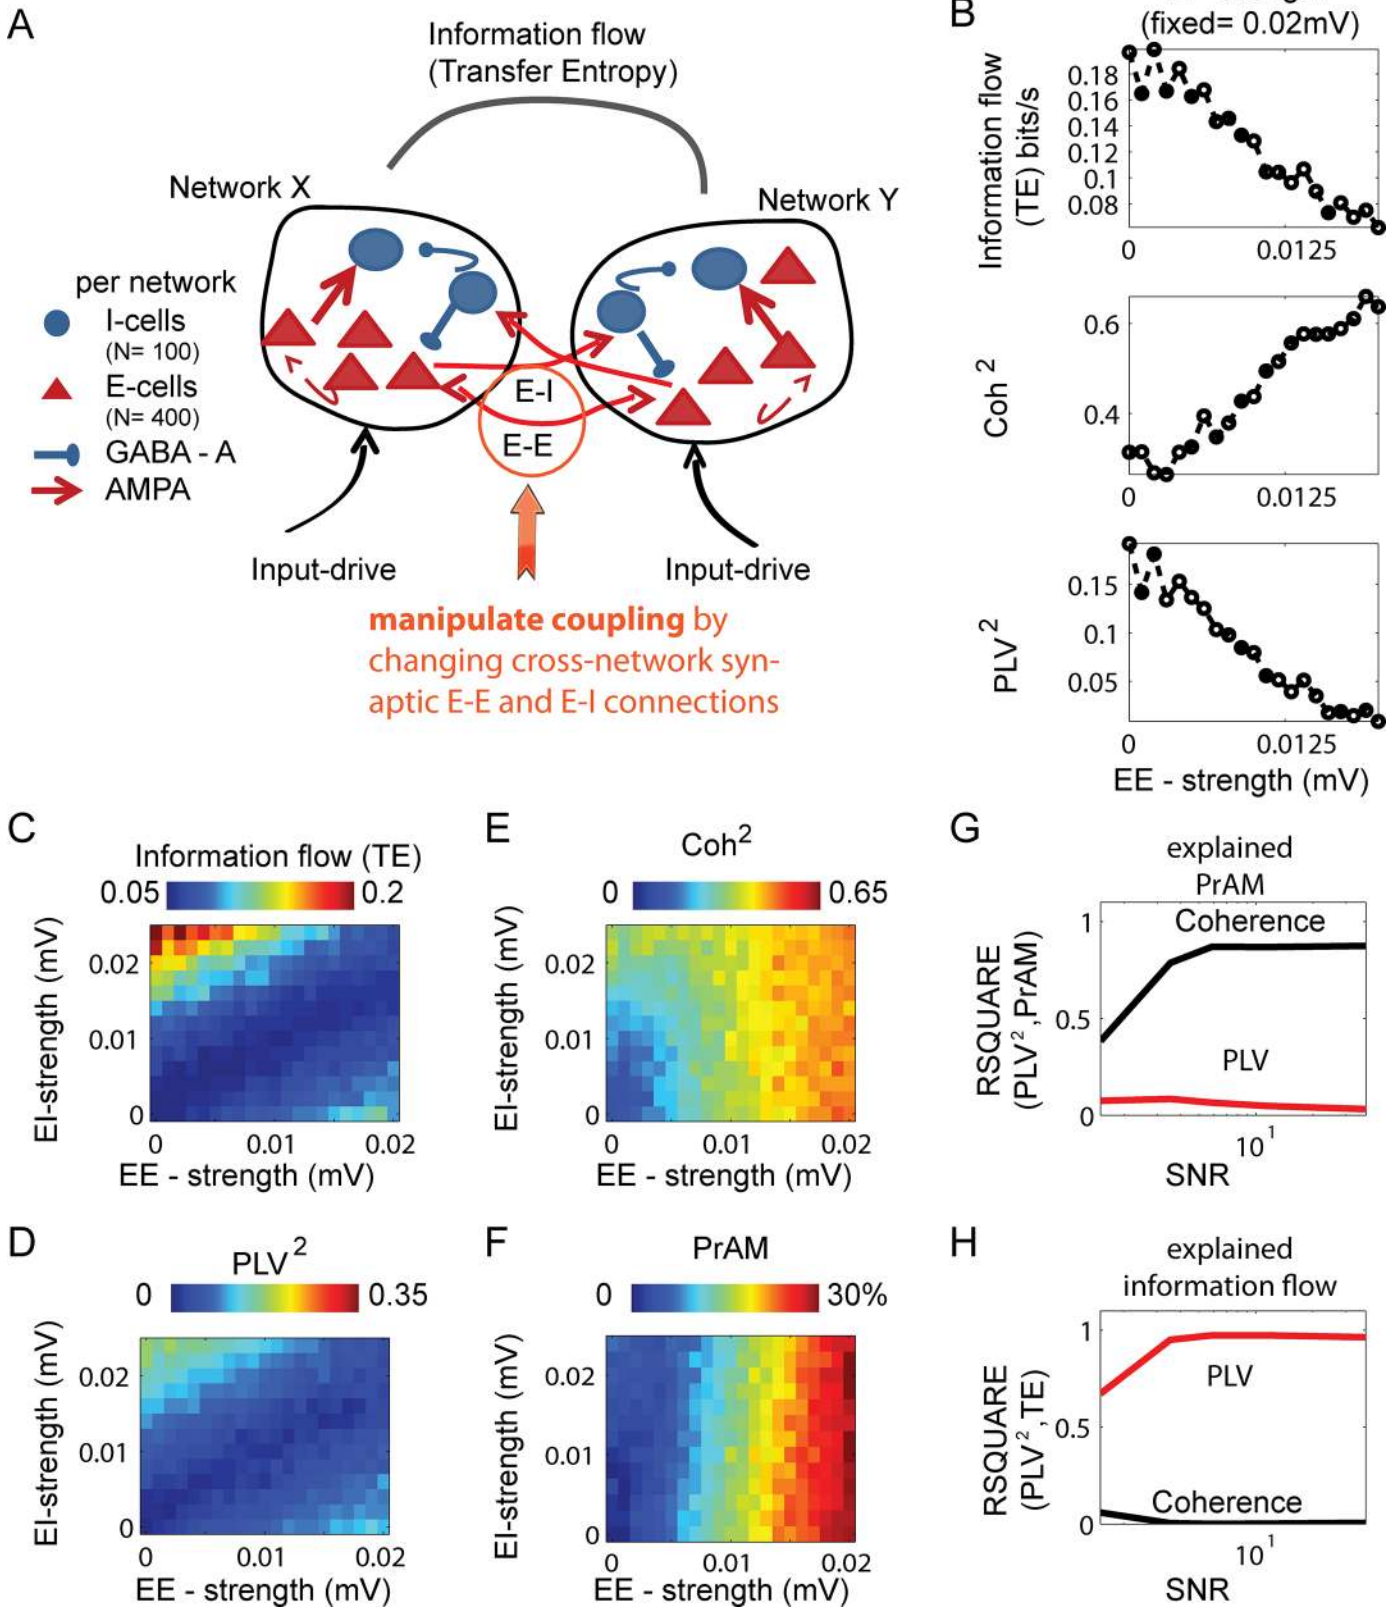 A
Information flow
(Transfer Entropy)
Network X
Network Y
per network
I-cells
(N= 100)
E-cells
(N= 400)
GABA - A
AMPA
E-I
E-E
Input-drive
Input-drive
manipulate coupling by
changing cross-network syn-
aptic E-E and E-I connections
B
(fixed= 0.02mV)
Information flow
(TE) bits/s
0.18
0.16
0.14
0.12
0.1
0.08
0
0.0125
Coh 2
0.6
0.4
0
0.0125
PLV 2
0.15
0.1
0.05
0
0.0125
EE - strength (mV)
C
Information flow (TE)
0.05
0.2
EI-strength (mV)
0.02
0.01
0
0
0.01
0.02
EE - strength (mV)
D
PLV 2
0
0.35
EI-strength (mV)
0.02
0.01
0
0
0.01
0.02
EE - strength (mV)
E
Coh2
0
0.65
EI-strength (mV)
0.02
0.01
0
0
0.01
0.02
EE - strength (mV)
F
PrAM
0
30%
EI-strength (mV)
0.02
0.01
0
0
0.01
0.02
EE - strength (mV)
G
explained
PrAM
RSQUARE
(PLV2, PrAM)
1
0.5
0
Coherence
PLV
10 1
SNR
H
explained
information flow
RSQUARE
(PLV2, TE)
1
0.5
0
PLV
Coherence
10 1
SNR